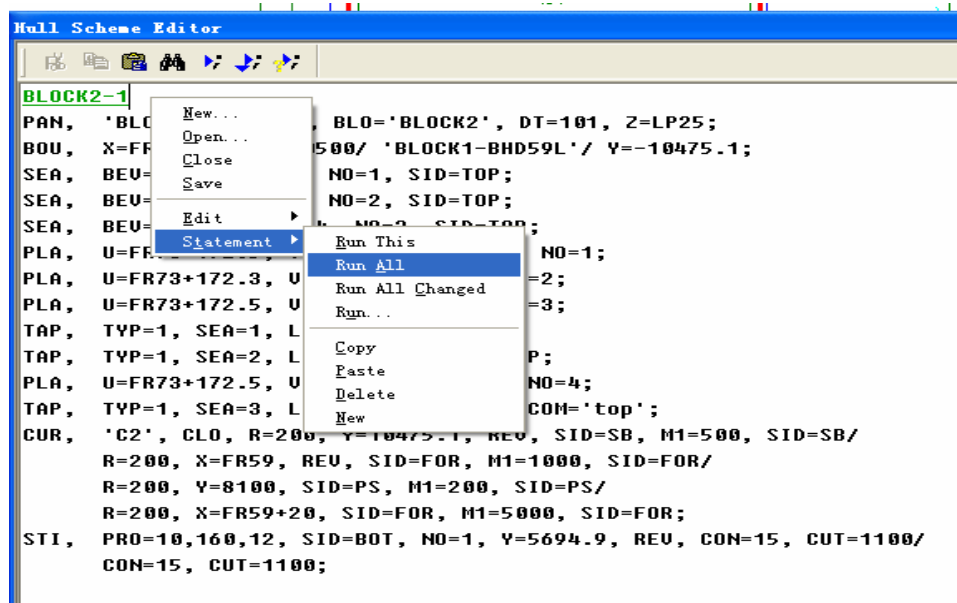 Hull Scheme Editor
BLOCK2-1
PAN, 'BLO , BLO='BLOCK2', DT=101, Z=LP25;
BOU, X=FR 500/ 'BLOCK1-BHD59L'/ Y=-10475.1;
SEA, BEV= NO=1, SID=TOP;
SEA, BEV= NO=2, SID=TOP;
SEA, BEV= SID=TOP;
PLA, NO=1;
PLA, U=FR73+172.3, V =2;
PLA, U=FR73+172.5, V =3;
TAP, TYP=1, SEA=1, L
TAP, TYP=1, SEA=2, L P;
PLA, U=FR73+172.5, V NO=4;
TAP, TYP=1, SEA=3, L COM='top';
CUR, 'C2', CLO, R=200, Y=10475.1, REV, SID=SB, M1=500, SID=SB/
R=200, X=FR59, REV, SID=FOR, M1=1000, SID=FOR/
R=200, Y=8100, SID=PS, M1=200, SID=PS/
R=200, X=FR59+20, SID=FOR, M1=5000, SID=FOR;
STI, PRO=10,160,12, SID=BOT, NO=1, Y=5694.9, REV, CON=15, CUT=1100/
CON=15, CUT=1100;
New...
Open...
Close
Save
Edit
Statement
Run This
Run All
Run All Changed
Run...
Copy
Paste
Delete
New